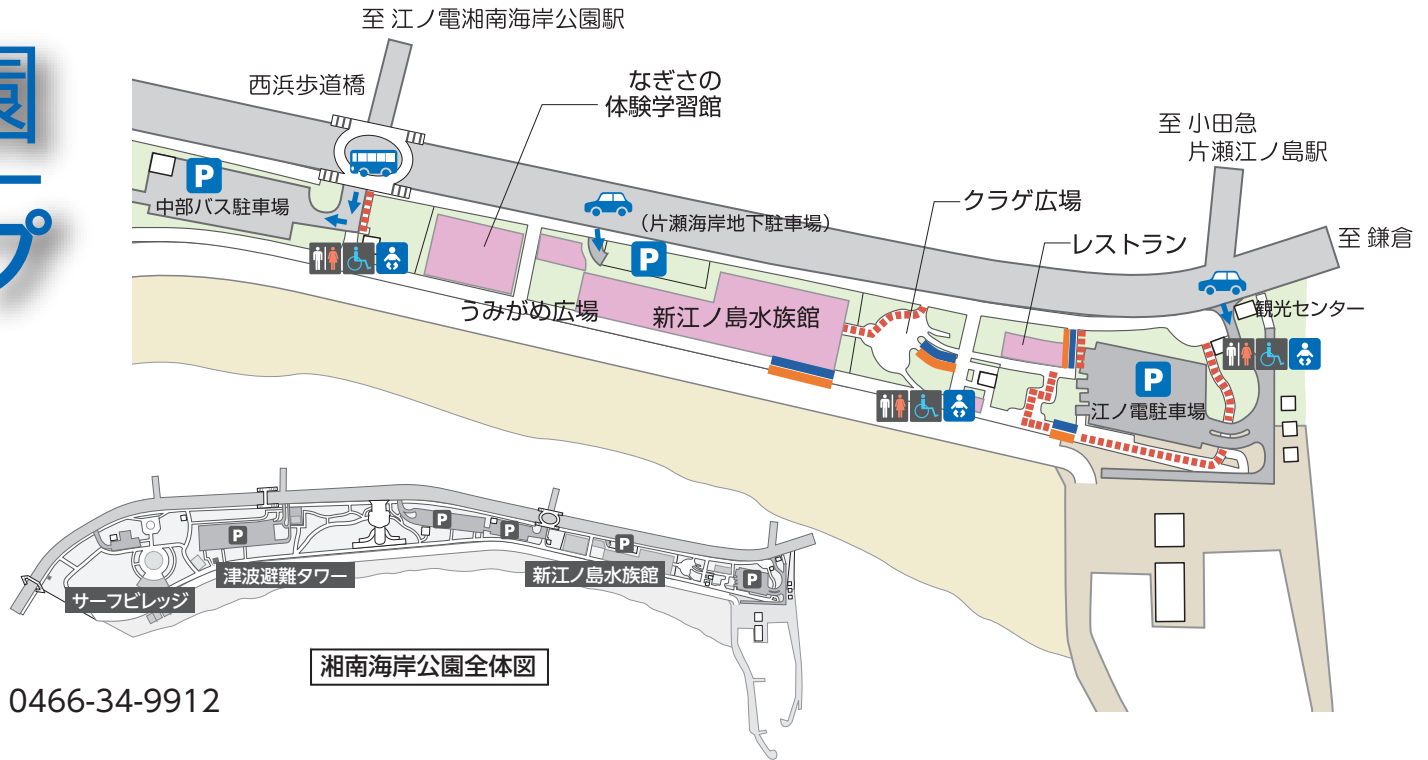 園
プ
至 江ノ電湘南海岸公園駅
西浜歩道橋
なぎさの
体験学習館
至 小田急
片瀬江ノ島駅
P
中部バス駐車場
(片瀬海岸地下駐車場)
P
クラゲ広場
レストラン
至 鎌倉
うみがめ広場
新江ノ島水族館
観光センター
P
江ノ電駐車場
P
P
P
P
P
サーフビレッジ
津波避難タワー
新江ノ島水族館
湘南海岸公園全体図
0466-34-9912